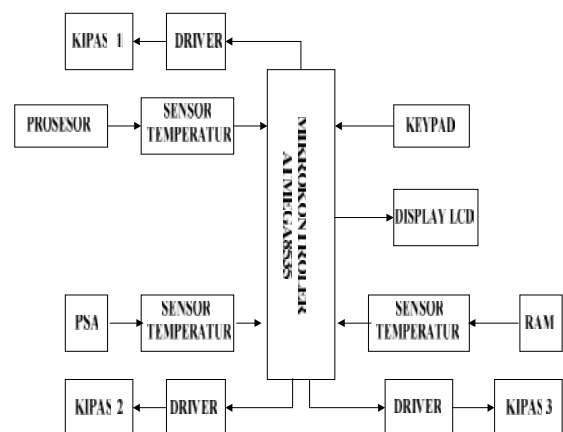 KIPAS 1
DRIVER
PROSESOR
SENSOR
TEMPERATUR
MIKROKONTROLER
ATMEGA8535
KEYPAD
DISPLAY LCD
PSA
SENSOR
TEMPERATUR
SENSOR
TEMPERATUR
RAM
KIPAS 2
DRIVER
DRIVER
KIPAS 3